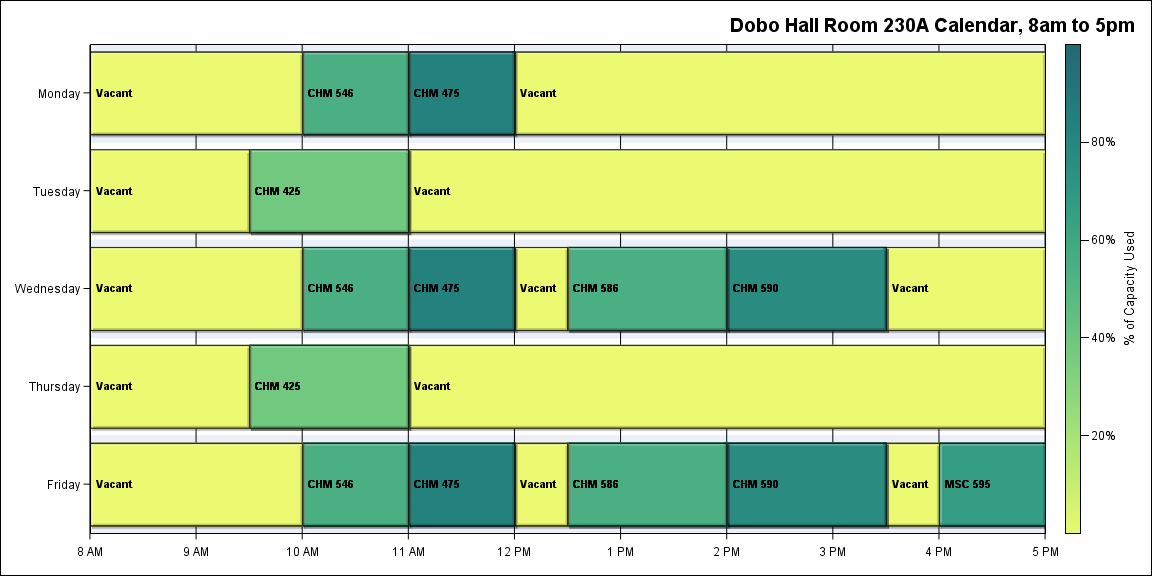 Dobo Hall Room 230A Calendar, 8am to 5pm
Monday Vacant CHM 546 CHM 475 Vacant
80%
Tuesday Vacant CHM 425 Vacant
60%
Wednesday Vacant CHM 546 CHM 475 Vacant CHM 586 CHM 590 Vacant
% of Capacity Used
40%
Thursday Vacant CHM 425 Vacant
20%
Friday Vacant CHM 546 CHM 475 Vacant CHM 586 CHM 590 Vacant MSC 595
8 AM 9 AM 10 AM 11 AM 12 PM 1 PM 2 PM 3 PM 4 PM 5 PM